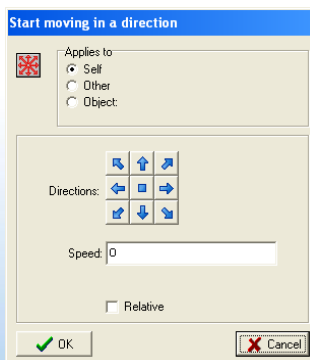 Start moving in a direction
Applies to
Self
Other
Object:
Directions:
Speed: 0
Relative
OK
Cancel